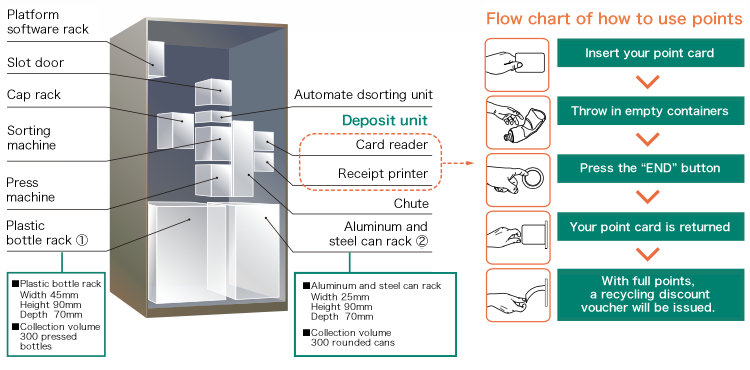 Platform
software rack
Slot door
Cap rack
Sorting
machine
Press
machine
Plastic
bottle rack ①
■Plastic bottle rack
Width 45mm
Height 90mm
Depth 70mm
■Collection volume
300 pressed
bottles
Automate dsorting unit
Deposit unit
Card reader
Receipt printer
Chute
Aluminum and
steel can rack ②
■Aluminum and steel can rack
Width 25mm
Height 90mm
Depth 70mm
■Collection volume
300 rounded cans
Flow chart of how to use points
Insert your point card
Throw in empty containers
Press the “END” button
Your point card is returned
With full points,
a recycling discount
voucher will be issued.